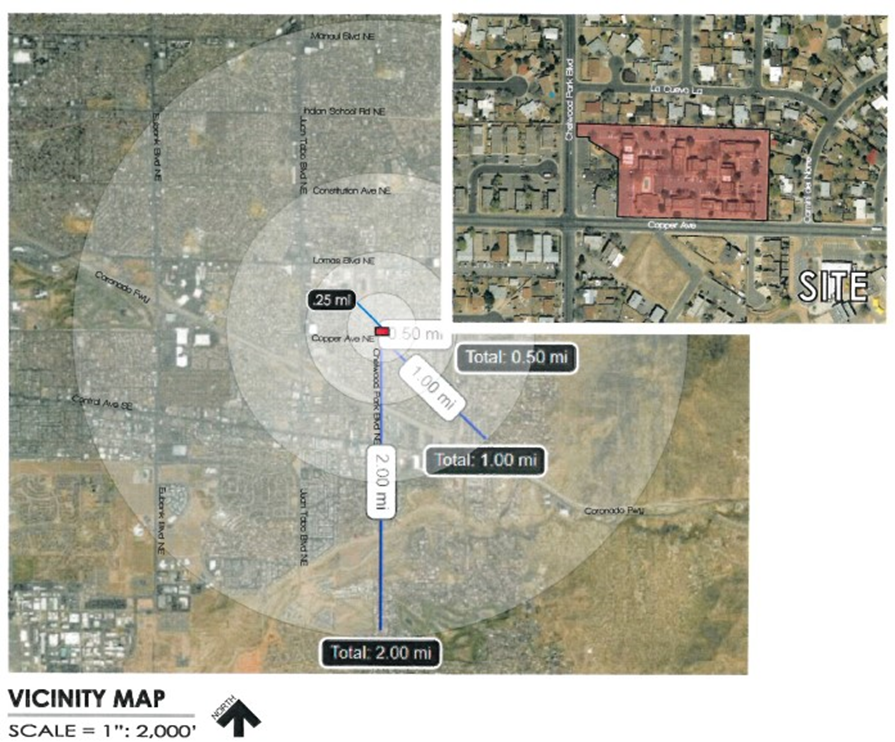 Manaul Blvd NE
Indian School Rd NE
Eubank Blvd NE
Juan Tabo Blvd NE
Constitution Ave NE
Lomas Blvd NE
Coronado Fwy
.25 mi
0.50 mi
Copper Ave NE
Total: 0.50 mi
1.00 mi
Chelwood Park Blvd NE
Central Ave SE
Total: 1.00 mi
2.00 mi
Eubank Blvd NE
Juan Tabo Blvd NE
Coronado Fwy
Total: 2.00 mi
Chelwood Park Blvd
La Cueva Ln
Copper Ave
SITE
VICINITY MAP
SCALE = 1": 2,000'
NORTH